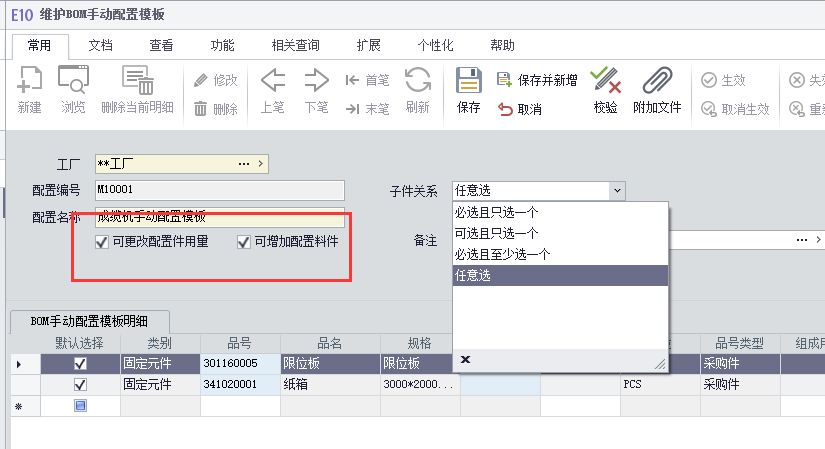 E10 维护BOM手动配置模板
常用 文档 查看 功能 相关查询 扩展 个性化 帮助
新建 浏览 删除当前明细 修改 删除 上笔 下笔 首笔 末笔 刷新 保存 保存并新增 取消 校验 附加文件 生效 取消生效
工厂 **工厂 ...
配置编号 M10001 子件关系 任意选
配置名称 成缆机手动配置模板
必选且只选一个
可选且只选一个
可更改配置件用量 可增加配置料件 备注 ...
必选且至少选一个
任意选
BOM手动配置模板明细
默认选择 类别 品号 品名 规格 品号类型
固定元件 301160005 限位板 限位板 采购件
固定元件 341020001 纸箱 3000*2000... PCS 采购件